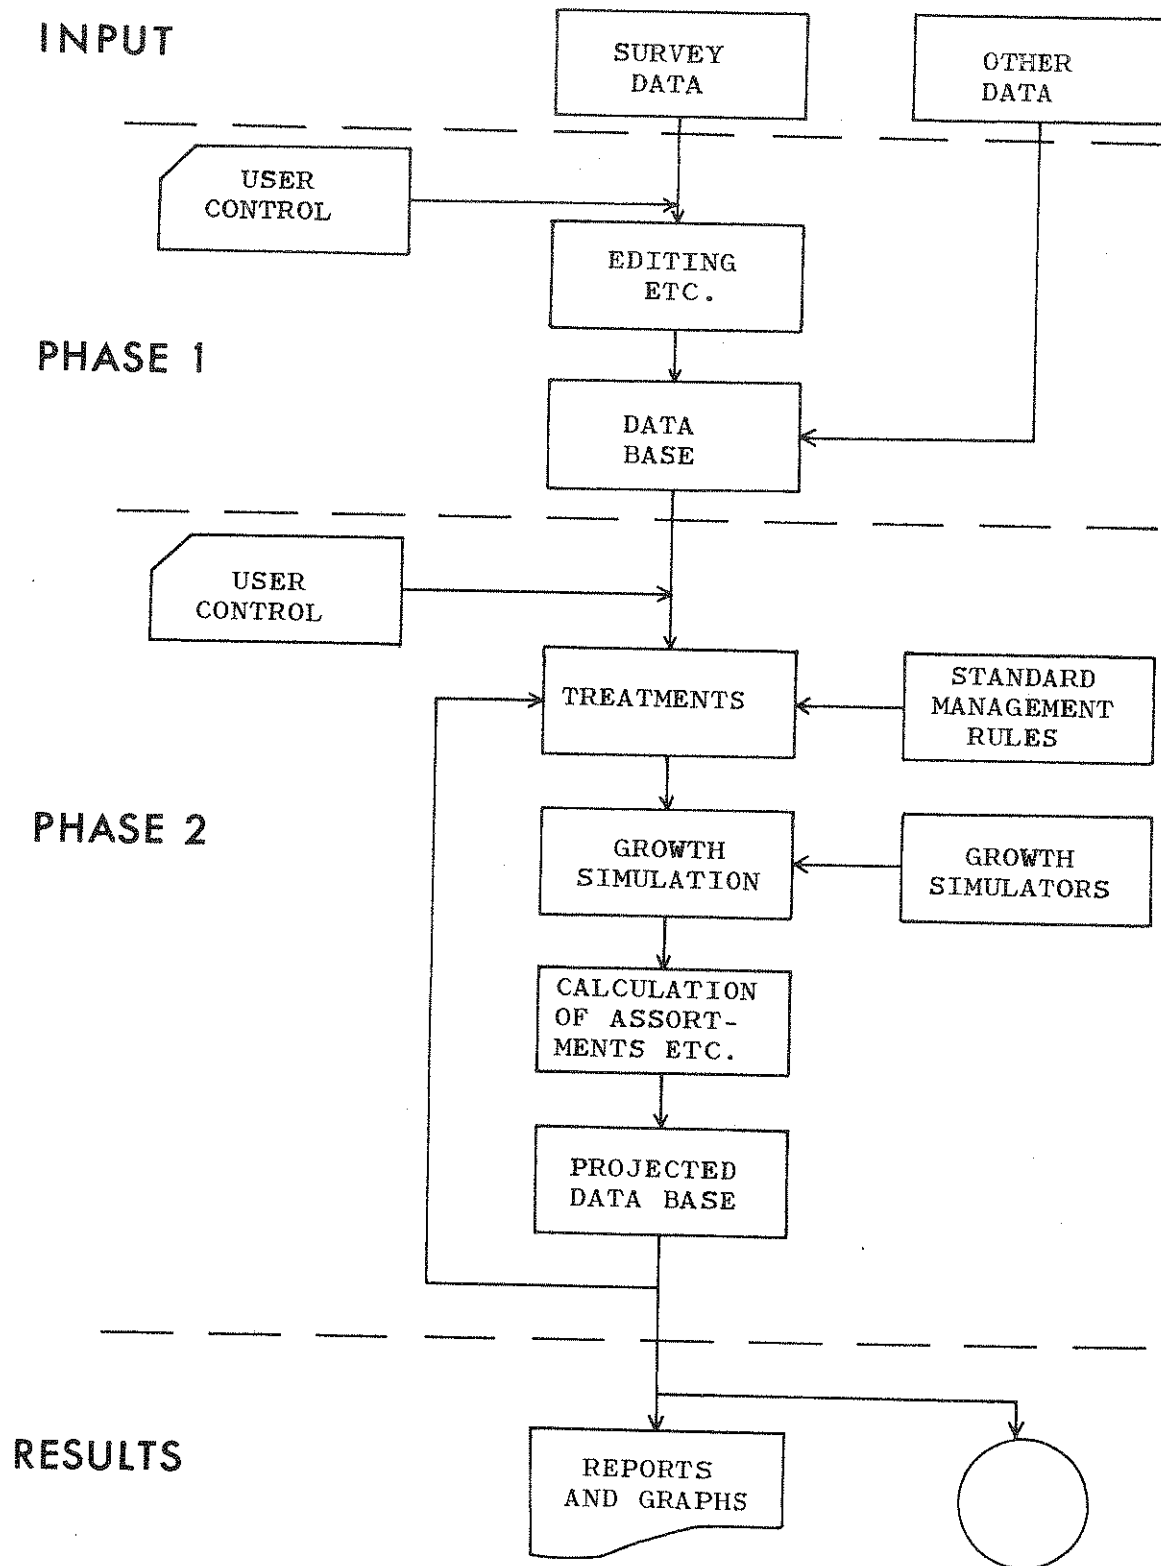 INPUT
SURVEY
DATA
OTHER
DATA
USER
CONTROL
EDITING
ETC.
PHASE 1
DATA
BASE
USER
CONTROL
TREATMENTS
STANDARD
MANAGEMENT
RULES
PHASE 2
GROWTH
SIMULATION
GROWTH
SIMULATORS
CALCULATION
OF ASSORT-
MENTS ETC.
PROJECTED
DATA BASE
RESULTS
REPORTS
AND GRAPHS